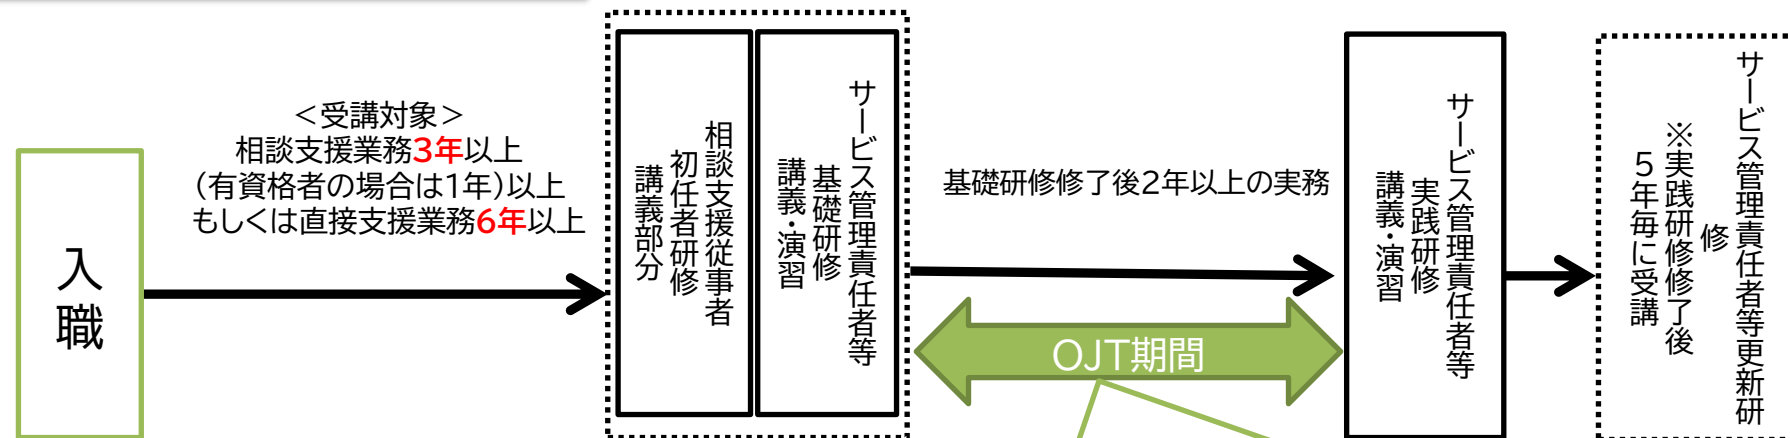 入
職
＜受講対象＞
相談支援業務3年以上
(有資格者の場合は1年)以上
もしくは直接支援業務6年以上
相談支援従事者
初任者研修
講義部分
サービス管理責任者等
基礎研修
講義・演習
基礎研修修了後2年以上の実務
OJT期間
サービス管理責任者等
実践研修
講義・演習
サービス管理責任者等更新研
修
※実践研修修了後
５年毎に受講